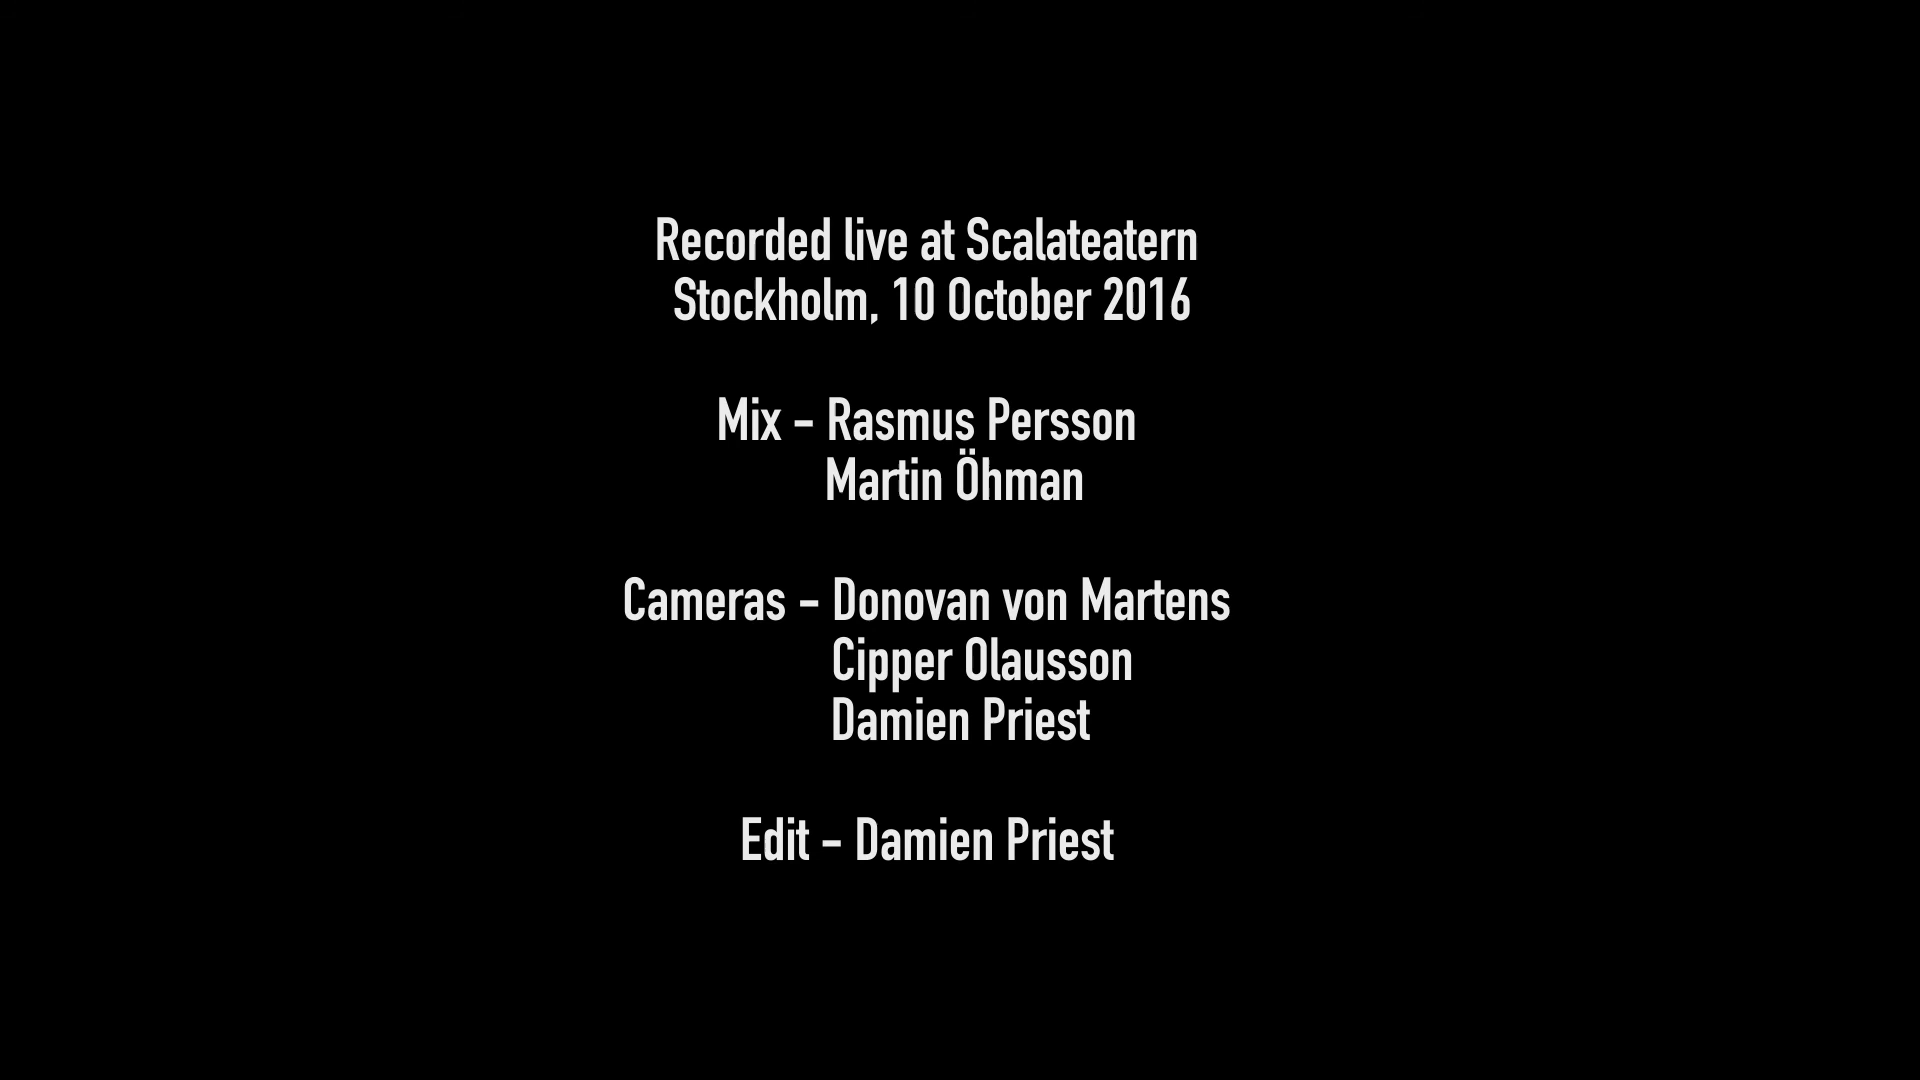 Recorded live at Scalateatern
Stockholm, 10 October 2016
Mix - Rasmus Persson
Martin Öhman
Cameras - Donovan von Martens
Cipper Olausson
Damien Priest
Edit - Damien Priest